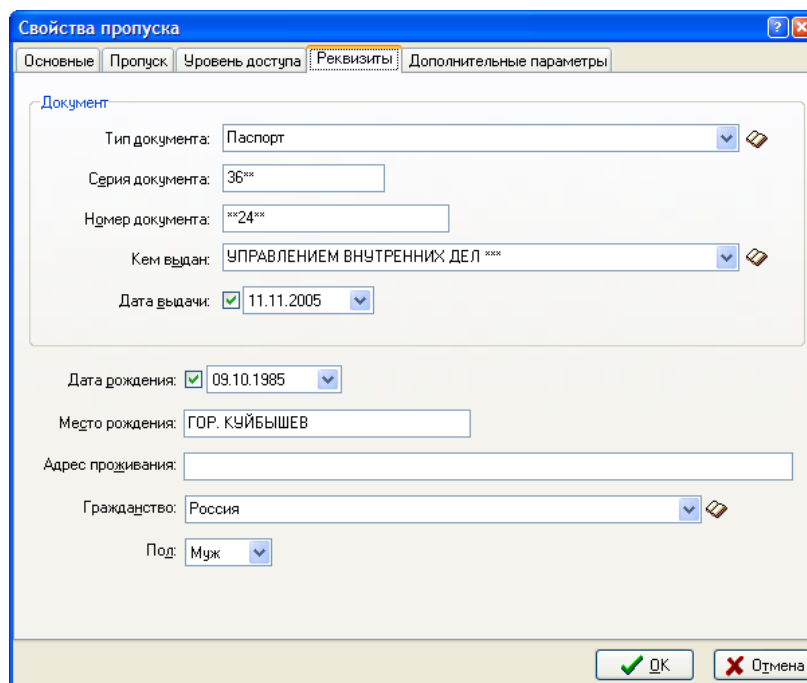 Свойства пропуска
Основные Пропуск Уровень доступа Реквизиты Дополнительные параметры
Документ
Тип документа: Паспорт
Серия документа: 36**
Номер документа: **24**
Кем выдан: УПРАВЛЕНИЕМ ВНУТРЕННИХ ДЕЛ ***
Дата выдачи: 11.11.2005
Дата рождения: 09.10.1985
Место рождения: ГОР. КУЙБЫШЕВ
Адрес проживания:
Гражданство: Россия
Пол: Муж
OK Отмена